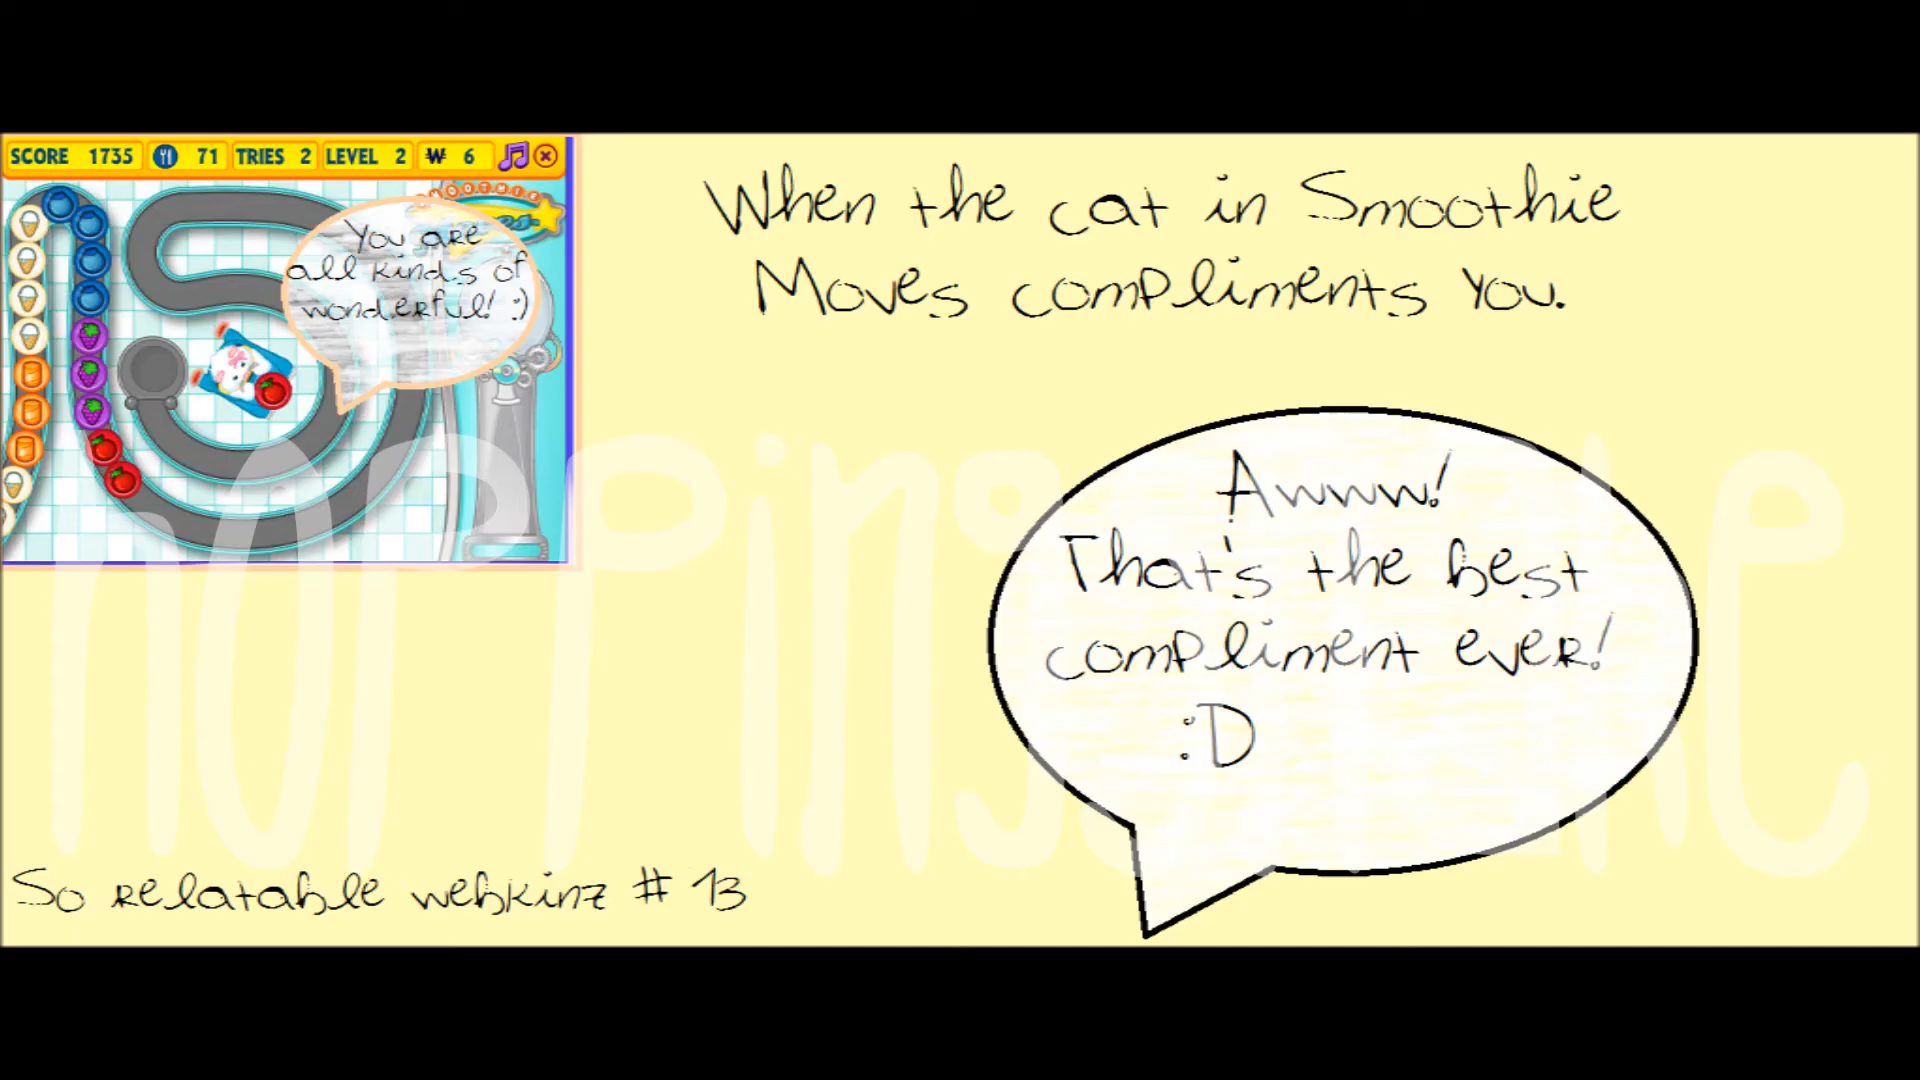 SCORE 1735 71 TRIES 2 LEVEL 2 W 6
You are
all kinds of
wonderful! :)
When the cat in Smoothie
Moves compliments you.
Awww!
That's the best
compliment ever!
:D
So relatable webkinz # 13